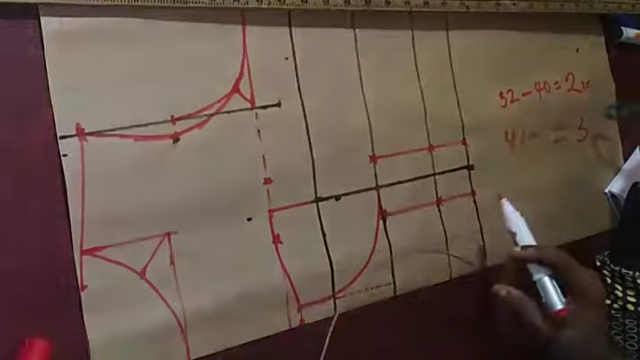 32-40=2in
41- = 3